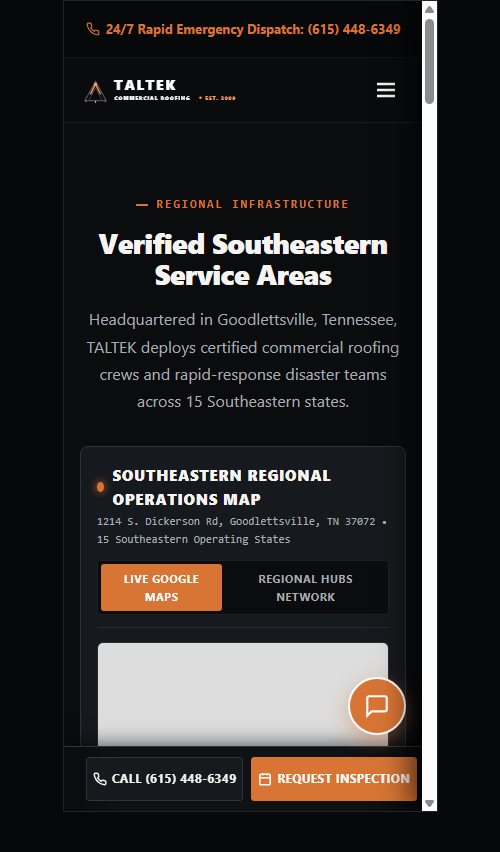 24/7 Rapid Emergency Dispatch: (615) 448-6349
TALTEK
COMMERCIAL ROOFING • EST. 2009
— REGIONAL INFRASTRUCTURE
Verified Southeastern
Service Areas
Headquartered in Goodlettsville, Tennessee,
TALTEK deploys certified commercial roofing
crews and rapid-response disaster teams
across 15 Southeastern states.
SOUTHEASTERN REGIONAL
OPERATIONS MAP
1214 S. Dickerson Rd, Goodlettsville, TN 37072 •
15 Southeastern Operating States
LIVE GOOGLE
MAPS
REGIONAL HUBS
NETWORK
CALL (615) 448-6349
REQUEST INSPECTION